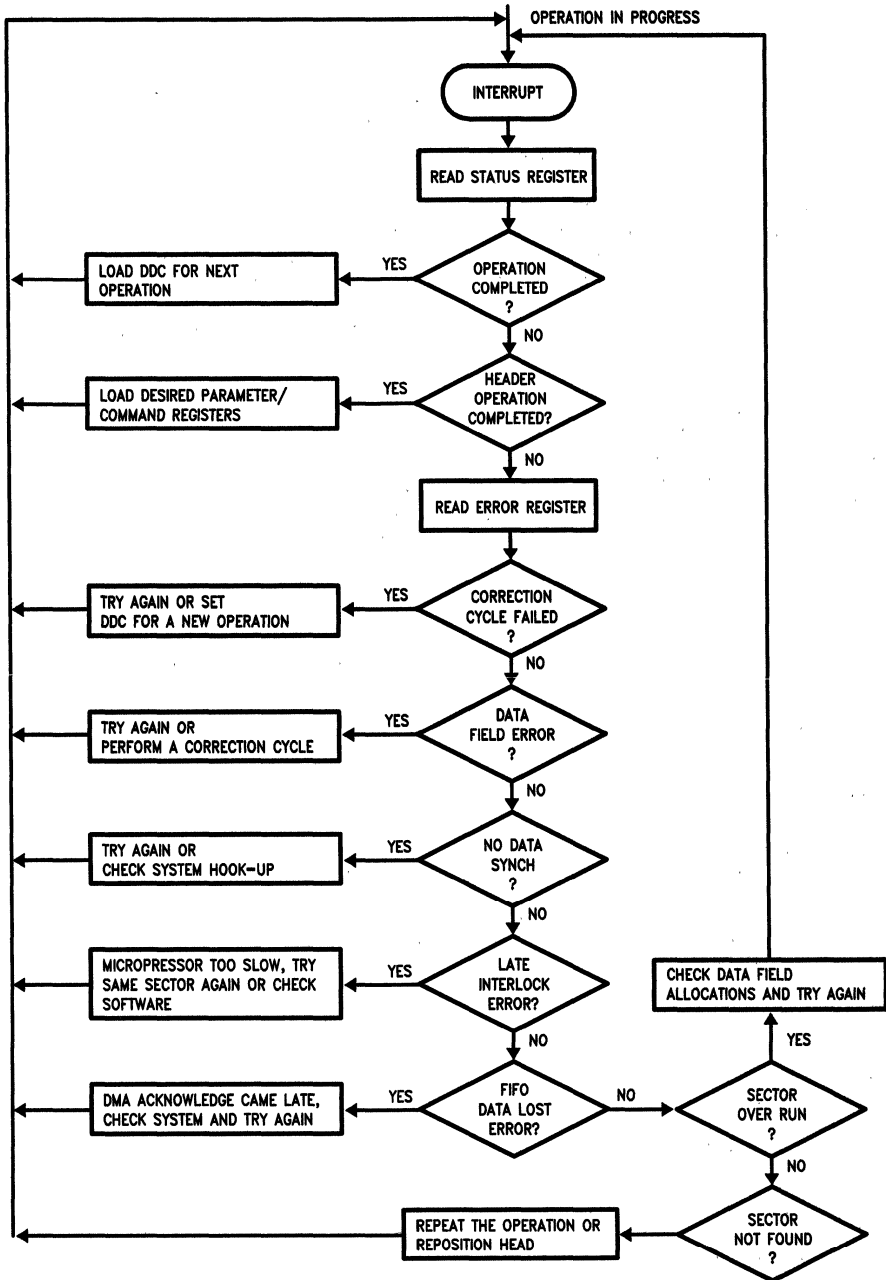 OPERATION IN PROGRESS
INTERRUPT
READ STATUS REGISTER
OPERATION
COMPLETED
?
YES
LOAD DDC FOR NEXT
OPERATION
NO
HEADER
OPERATION
COMPLETED?
YES
LOAD DESIRED PARAMETER/
COMMAND REGISTERS
NO
READ ERROR REGISTER
CORRECTION
CYCLE FAILED
?
YES
TRY AGAIN OR SET
DDC FOR A NEW OPERATION
NO
DATA
FIELD ERROR
?
YES
TRY AGAIN OR
PERFORM A CORRECTION CYCLE
NO
NO DATA
SYNCH
?
YES
TRY AGAIN OR
CHECK SYSTEM HOOK-UP
NO
LATE
INTERLOCK
ERROR?
YES
MICROPRESSOR TOO SLOW, TRY
SAME SECTOR AGAIN OR CHECK
SOFTWARE
NO
FIFO
DATA LOST
ERROR?
YES
DMA ACKNOWLEDGE CAME LATE,
CHECK SYSTEM AND TRY AGAIN
NO
SECTOR
OVER RUN
?
YES
CHECK DATA FIELD
ALLOCATIONS AND TRY AGAIN
NO
SECTOR
NOT FOUND
?
REPEAT THE OPERATION OR
REPOSITION HEAD